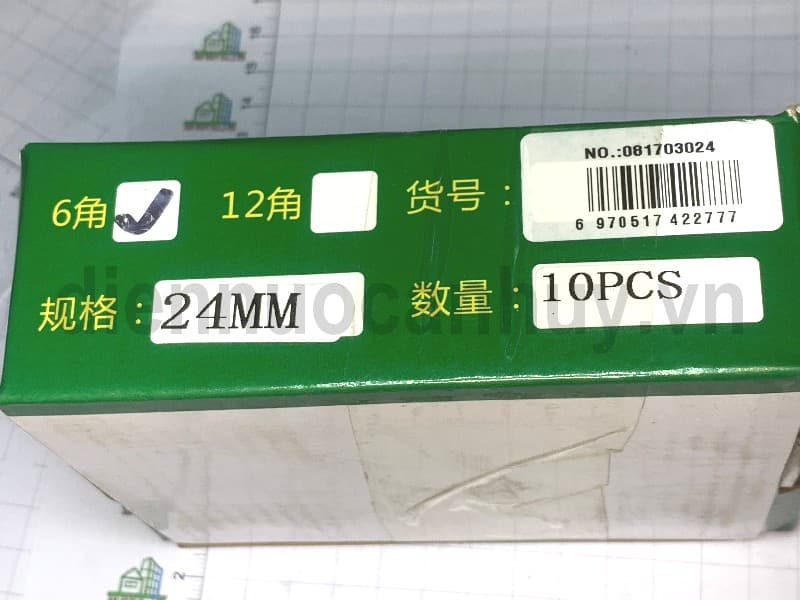 6角 12角 货号：
NO.:081703024
6 970517 422777
规格：24MM 数量：10PCS
diennuocanhuy.vn